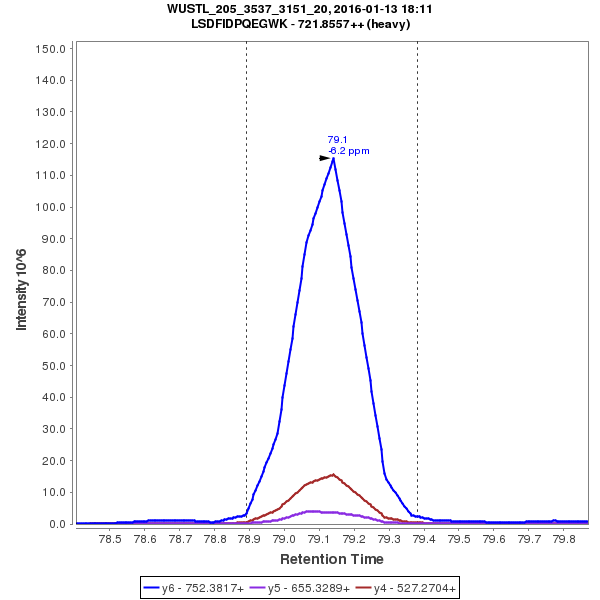 WUSTL_205_3537_3151_20, 2016-01-13 18:11
LSDFIDPQEGWK - 721.8557++ (heavy)
150.0
140.0
130.0
120.0
110.0
100.0
90.0
80.0
70.0
60.0
50.0
40.0
30.0
20.0
10.0
0.0
Intensity 10^6
79.1
-6.2 ppm
78.5 78.6 78.7 78.8 78.9 79.0 79.1 79.2 79.3 79.4 79.5 79.6 79.7 79.8
Retention Time
y6 - 752.3817+ y5 - 655.3289+ y4 - 527.2704+